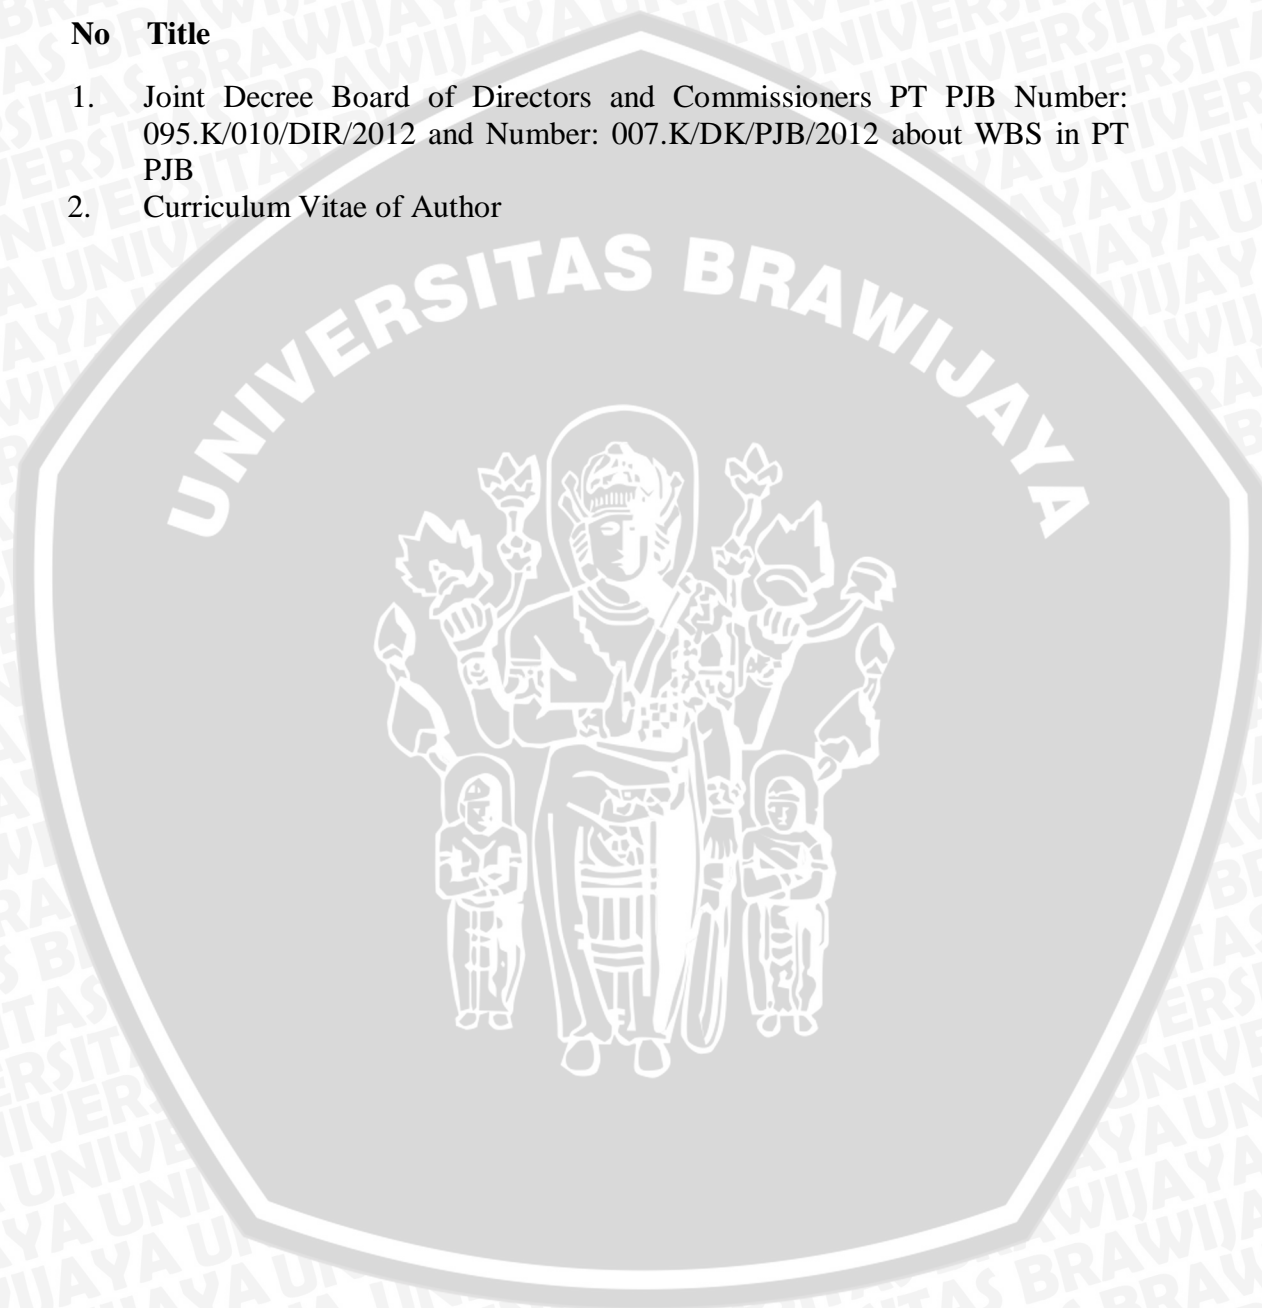 No Title
1. Joint Decree Board of Directors and Commissioners PT PJB Number:
095.K/010/DIR/2012 and Number: 007.K/DK/PJB/2012 about WBS in PT
PJB
2. Curriculum Vitae of Author
UNIVERSITAS BRAWIJAYA